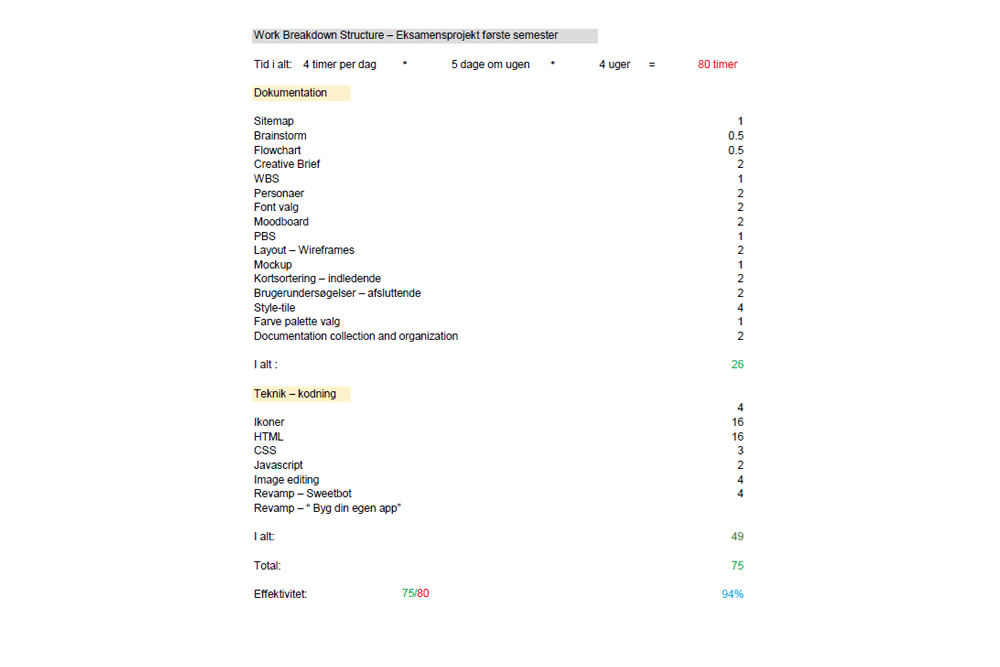 Work Breakdown Structure – Eksamensprojekt første semester
Tid i alt: 4 timer per dag * 5 dage om ugen * 4 uger = 80 timer
Dokumentation
Sitemap 1
Brainstorm 0.5
Flowchart 0.5
Creative Brief 2
WBS 1
Personaer 2
Font valg 2
Moodboard 2
PBS 1
Layout – Wireframes 2
Mockup 1
Kortsortering – indledende 2
Brugerundersøgelser – afsluttende 2
Style-tile 4
Farve palette valg 1
Documentation collection and organization 2
I alt : 26
Teknik – kodning
4
Ikoner 16
HTML 16
CSS 3
Javascript 2
Image editing 4
Revamp – Sweetbot 4
Revamp – “ Byg din egen app”
I alt: 49
Total: 75
Effektivitet: 75/80 94%